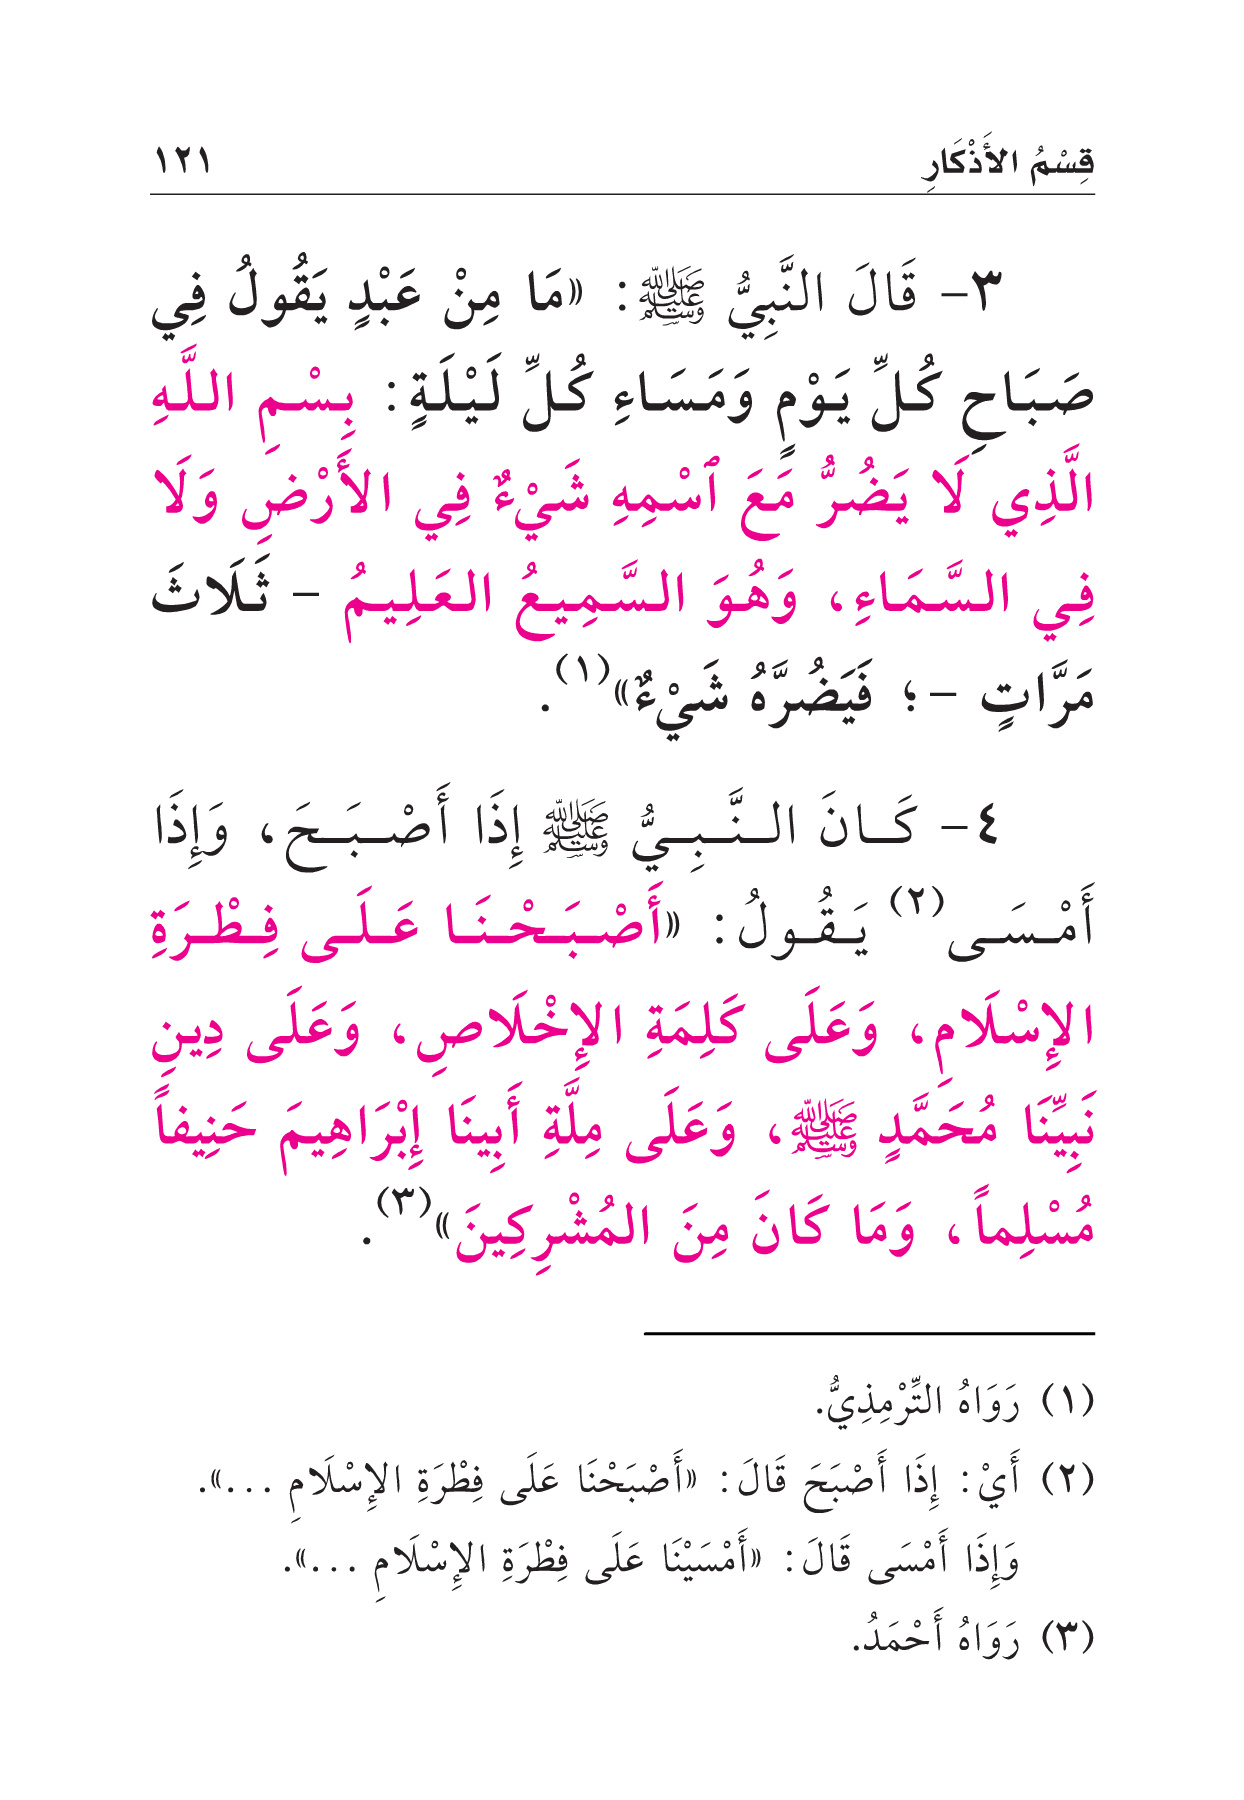 قِسْمُ الأَذْكَارِ ١٢١
٣- قَالَ النَّبِيُّ ﷺ: «مَا مِنْ عَبْدٍ يَقُولُ فِي
صَبَاحِ كُلِّ يَوْمٍ وَمَسَاءِ كُلِّ لَيْلَةٍ: بِسْمِ اللَّهِ
الَّذِي لَا يَضُرُّ مَعَ ٱسْمِهِ شَيْءٌ فِي الأَرْضِ وَلَا
فِي السَّمَاءِ، وَهُوَ السَّمِيعُ العَلِيمُ - ثَلَاثَ
مَرَّاتٍ -؛ فَيَضُرَّهُ شَيْءٌ»(١).
٤- كَانَ النَّبِيُّ ﷺ إِذَا أَصْبَحَ، وَإِذَا
أَمْسَى(٢) يَقُولُ: «أَصْبَحْنَا عَلَى فِطْرَةِ
الإِسْلَامِ، وَعَلَى كَلِمَةِ الإِخْلَاصِ، وَعَلَى دِينِ
نَبِيِّنَا مُحَمَّدٍ ﷺ، وَعَلَى مِلَّةِ أَبِينَا إِبْرَاهِيمَ حَنِيفاً
مُسْلِماً، وَمَا كَانَ مِنَ المُشْرِكِينَ»(٣).
(١) رَوَاهُ التِّرْمِذِيُّ.
(٢) أَيْ: إِذَا أَصْبَحَ قَالَ: «أَصْبَحْنَا عَلَى فِطْرَةِ الإِسْلَامِ ...».
وَإِذَا أَمْسَى قَالَ: «أَمْسَيْنَا عَلَى فِطْرَةِ الإِسْلَامِ ...».
(٣) رَوَاهُ أَحْمَدُ.